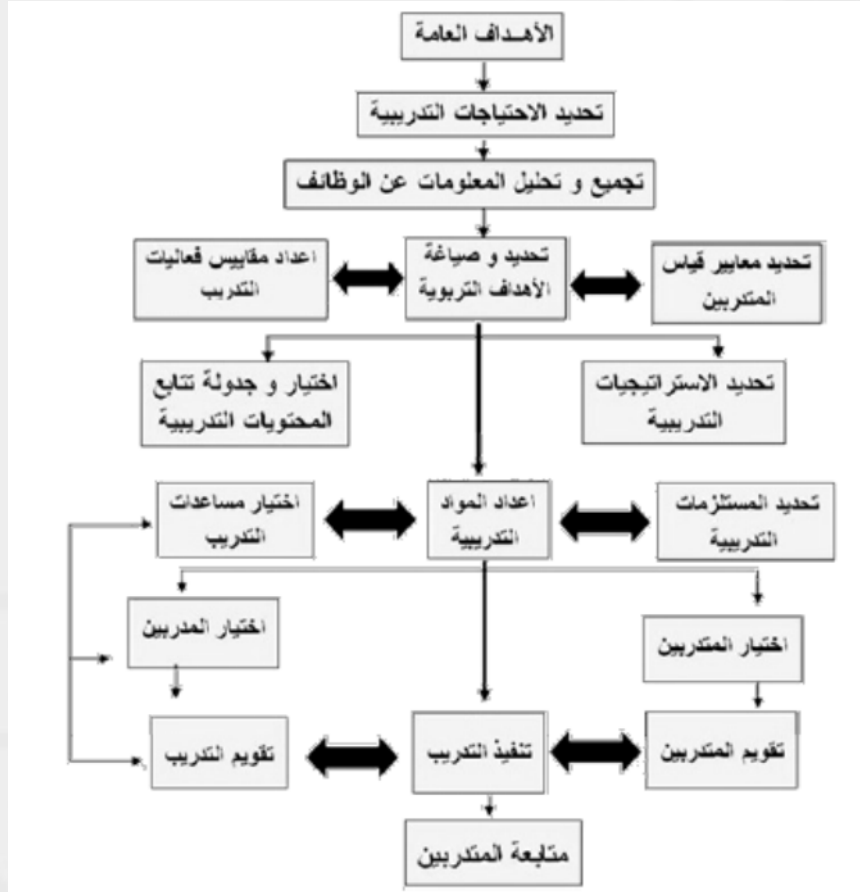 الأهـداف العامة
تحديد الاحتياجات التدريبية
تجميع و تحليل المعلومات عن الوظائف
تحديد معايير قياس
المتدربين
تحديد و صياغة
الأهداف التربوية
اعداد مقاييس فعاليات
التدريب
تحديد الاستراتيجيات
التدريبية
اختيار و جدولة تتابع
المحتويات التدريبية
تحديد المستلزمات
التدريبية
اعداد المواد
التدريبية
اختيار مساعدات
التدريب
اختيار المتدربين
اختيار المدربين
تقويم المتدربين
تنفيذ التدريب
تقويم التدريب
متابعة المتدربين